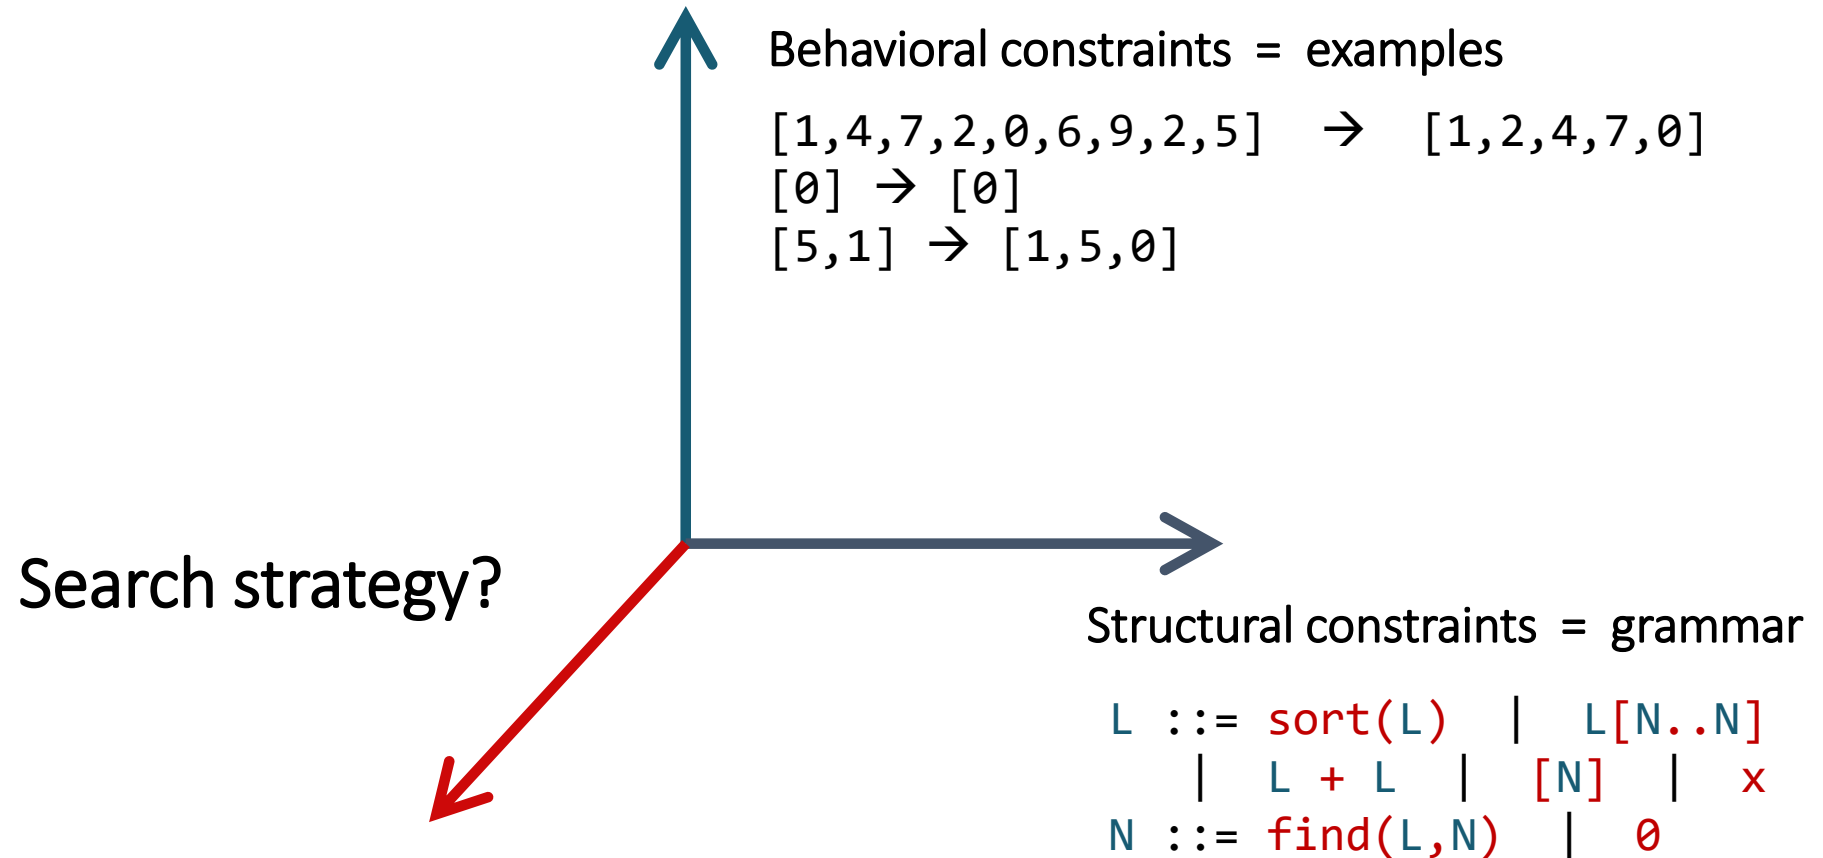 Behavioral constraints = examples
[1,4,7,2,0,6,9,2,5] → [1,2,4,7,0]
[0] → [0]
[5,1] → [1,5,0]
Search strategy?
Structural constraints = grammar
L ::= sort(L) | L[N..N]
| L + L | [N] | x
N ::= find(L,N) | 0